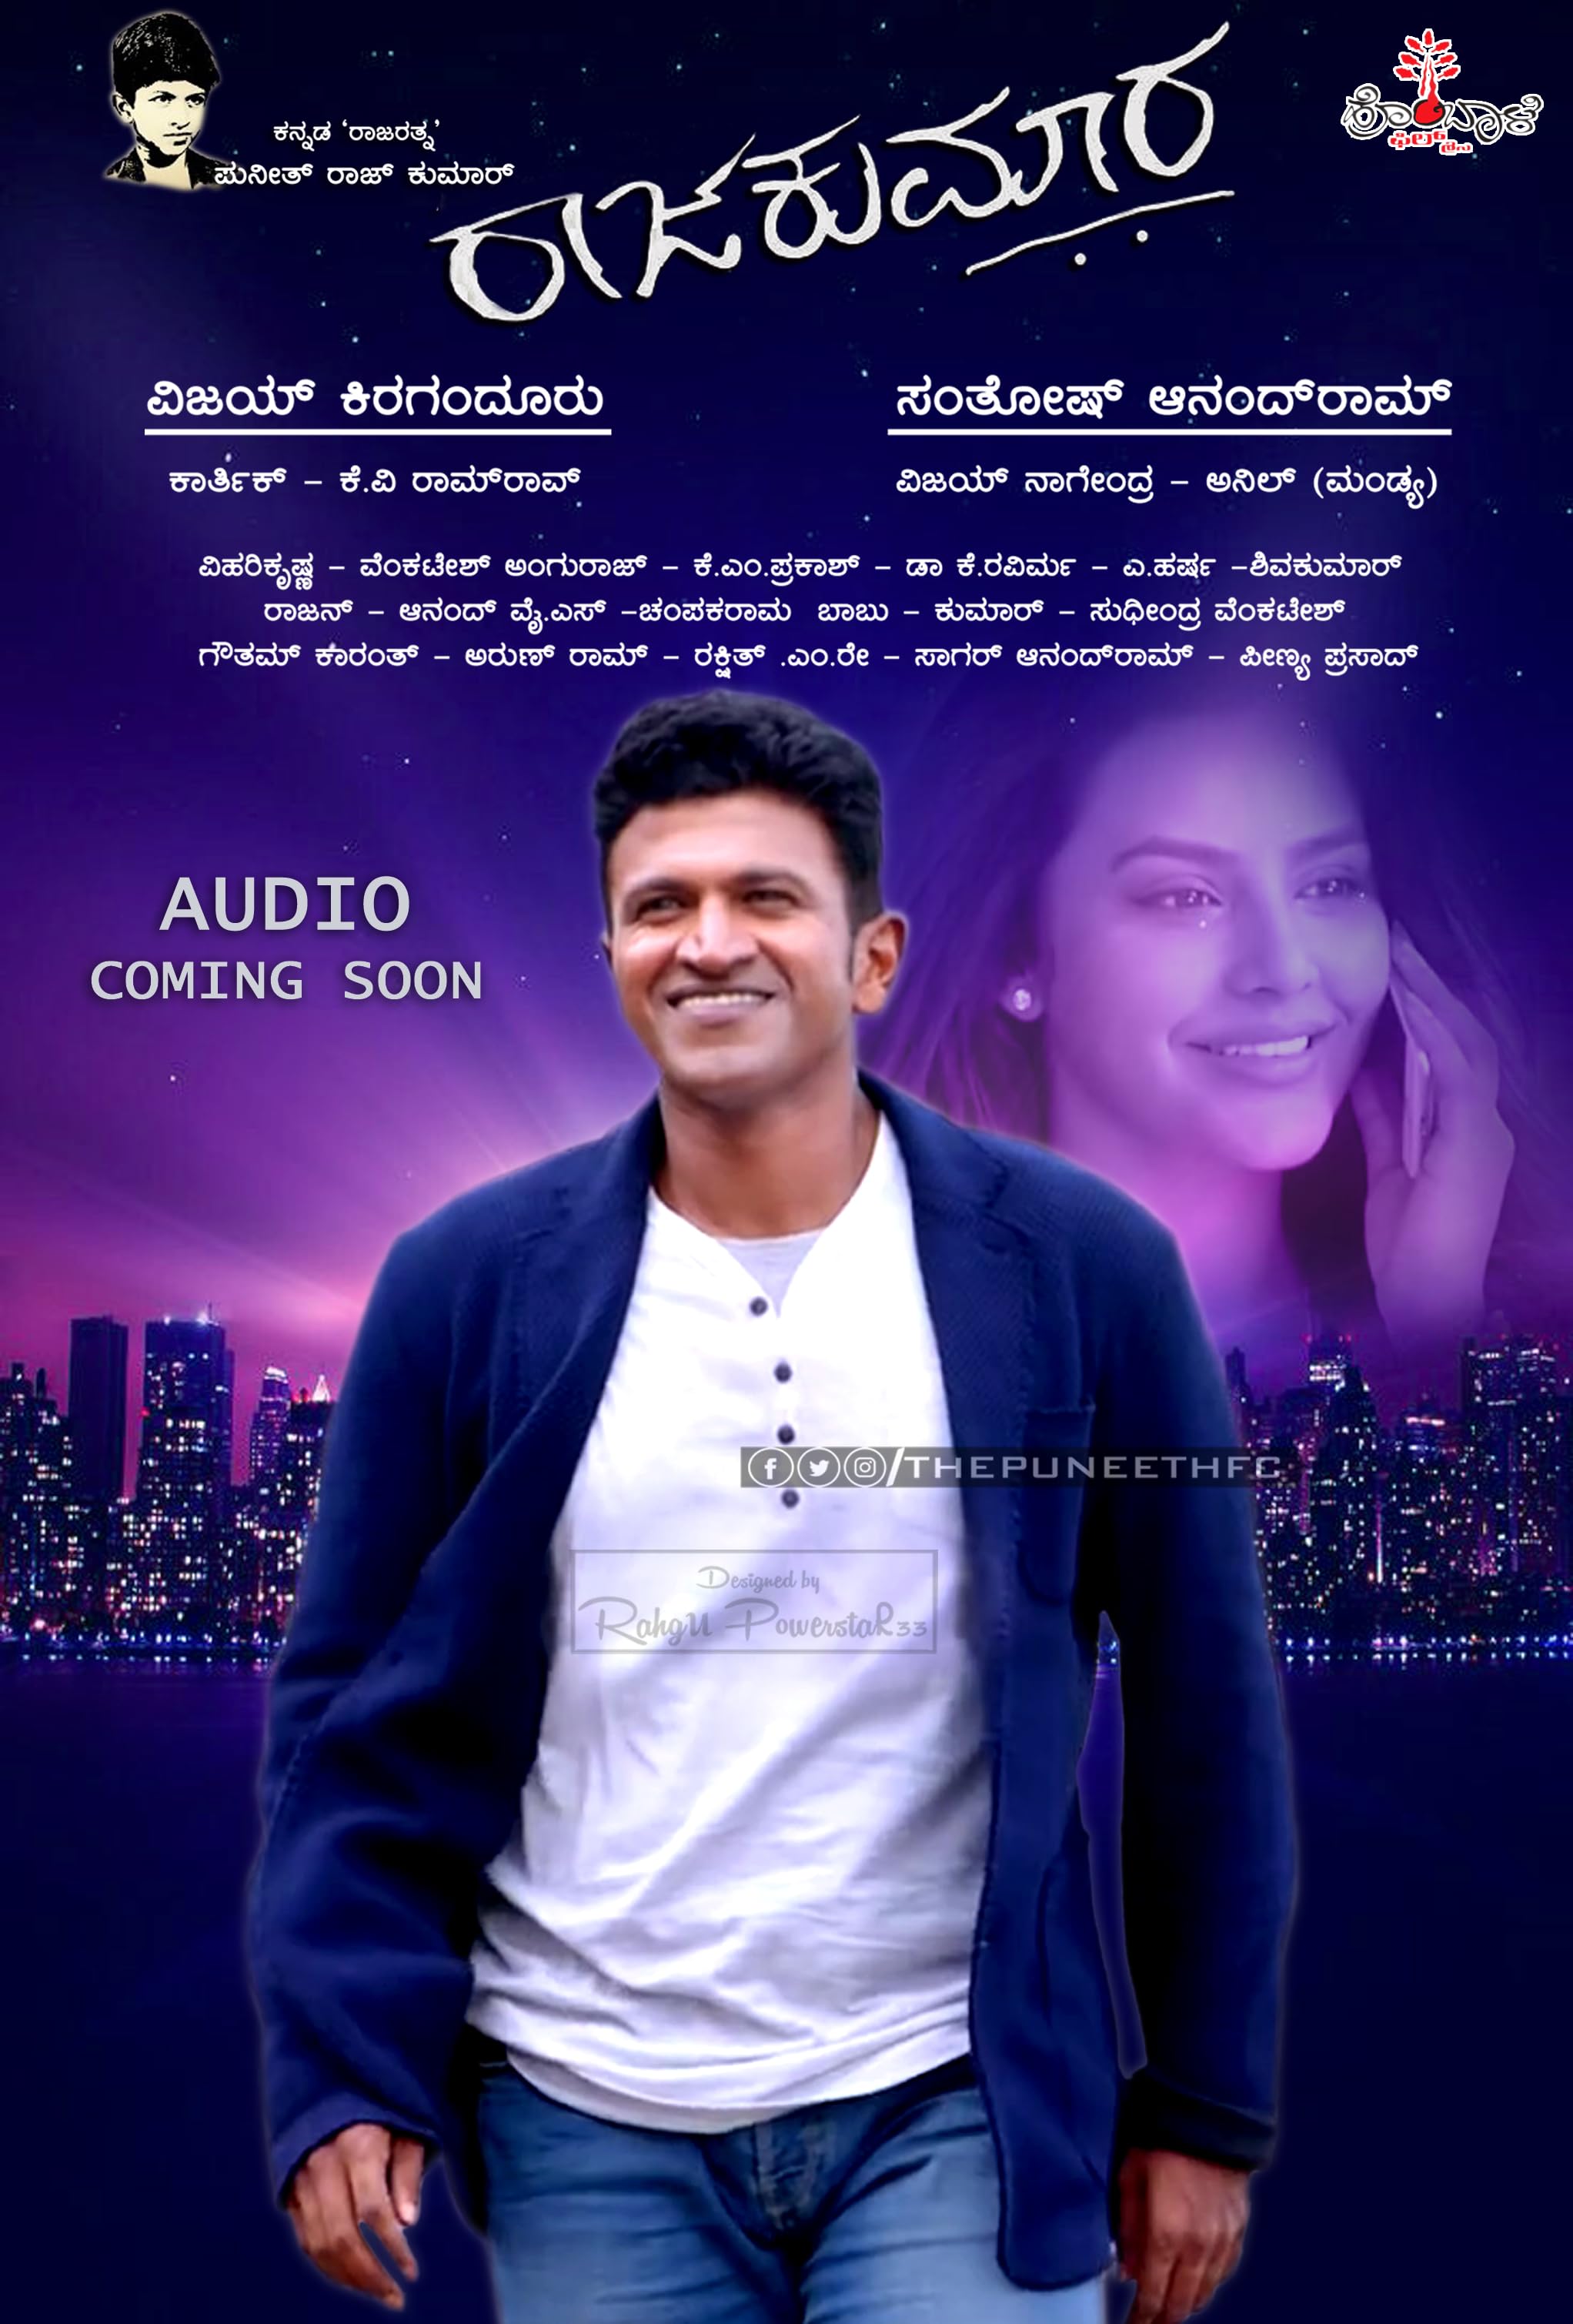 ಕನ್ನಡ ‘ರಾಜರತ್ನ’
ಪುನೀತ್ ರಾಜ್ ಕುಮಾರ್
ರಾಜಕುಮಾರ
ಹೊಂಬಾಳೆ
ಫಿಲ್ಮ್ಸ್
ವಿಜಯ್ ಕಿರಗಂದೂರು
ಸಂತೋಷ್ ಆನಂದ್‌ರಾಮ್
ಕಾರ್ತಿಕ್ – ಕೆ.ವಿ ರಾಮ್‌ರಾವ್
ವಿಜಯ್ ನಾಗೇಂದ್ರ – ಅನಿಲ್ (ಮಂಡ್ಯ)
ವಿಹರಿಕೃಷ್ಣ – ವೆಂಕಟೇಶ್ ಅಂಗುರಾಜ್ – ಕೆ.ಎಂ.ಪ್ರಕಾಶ್ – ಡಾ ಕೆ.ರವಿರ್ಮ – ಎ.ಹರ್ಷ –ಶಿವಕುಮಾರ್
ರಾಜನ್ – ಆನಂದ್ ವೈ.ಎಸ್ –ಚಂಪಕರಾಮ ಬಾಬು – ಕುಮಾರ್ – ಸುಧೀಂದ್ರ ವೆಂಕಟೇಶ್
ಗೌತಮ್ ಕಾರಂತ್ – ಅರುಣ್ ರಾಮ್ – ರಕ್ಷಿತ್ .ಎಂ.ರೇ – ಸಾಗರ್ ಆನಂದ್‌ರಾಮ್ – ಪೀಣ್ಯ ಪ್ರಸಾದ್
AUDIO
COMING SOON
/THEPUNEETHFC
Designed by
RahgU PowerstaR33